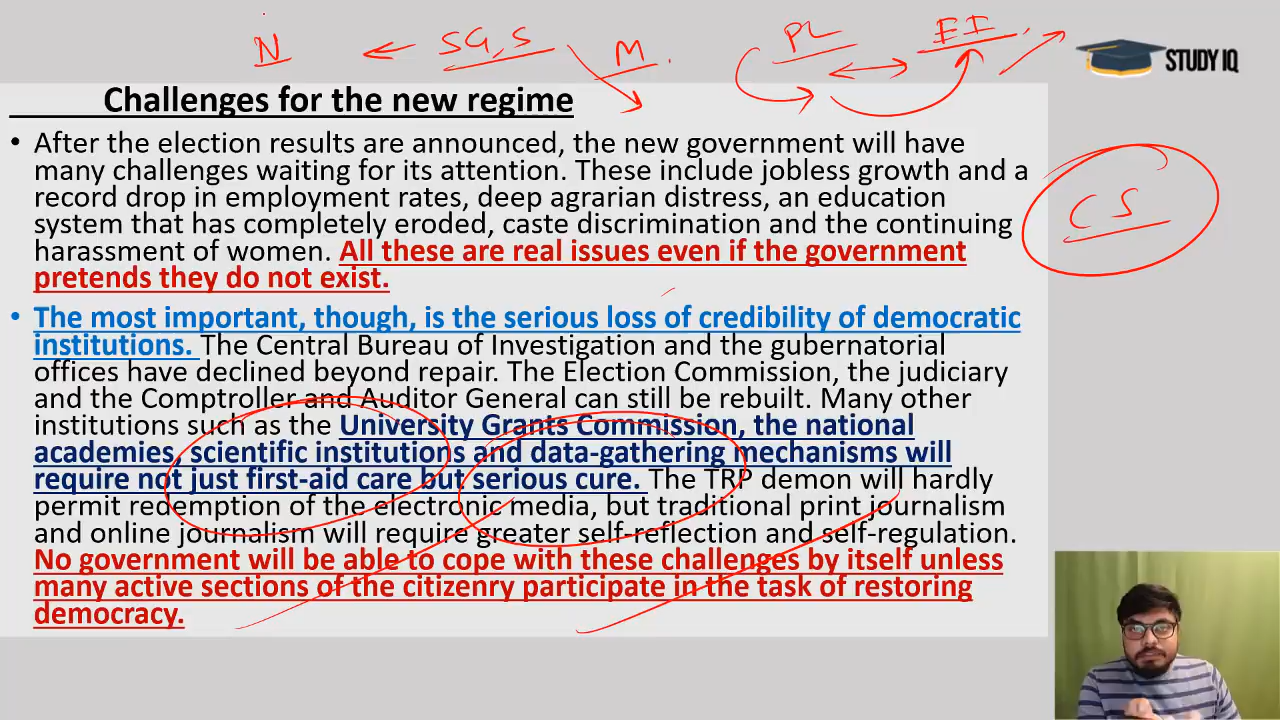 N
SG, S
M
PL
EI
STUDY IQ
Challenges for the new regime
• After the election results are announced, the new government will have
many challenges waiting for its attention. These include jobless growth and a
record drop in employment rates, deep agrarian distress, an education
system that has completely eroded, caste discrimination and the continuing
harassment of women. All these are real issues even if the government
pretends they do not exist.
CS
• The most important, though, is the serious loss of credibility of democratic
institutions. The Central Bureau of Investigation and the gubernatorial
offices have declined beyond repair. The Election Commission, the judiciary
and the Comptroller and Auditor General can still be rebuilt. Many other
institutions such as the University Grants Commission, the national
academies, scientific institutions and data-gathering mechanisms will
require not just first-aid care but serious cure. The TRP demon will hardly
permit redemption of the electronic media, but traditional print journalism
and online journalism will require greater self-reflection and self-regulation.
No government will be able to cope with these challenges by itself unless
many active sections of the citizenry participate in the task of restoring
democracy.